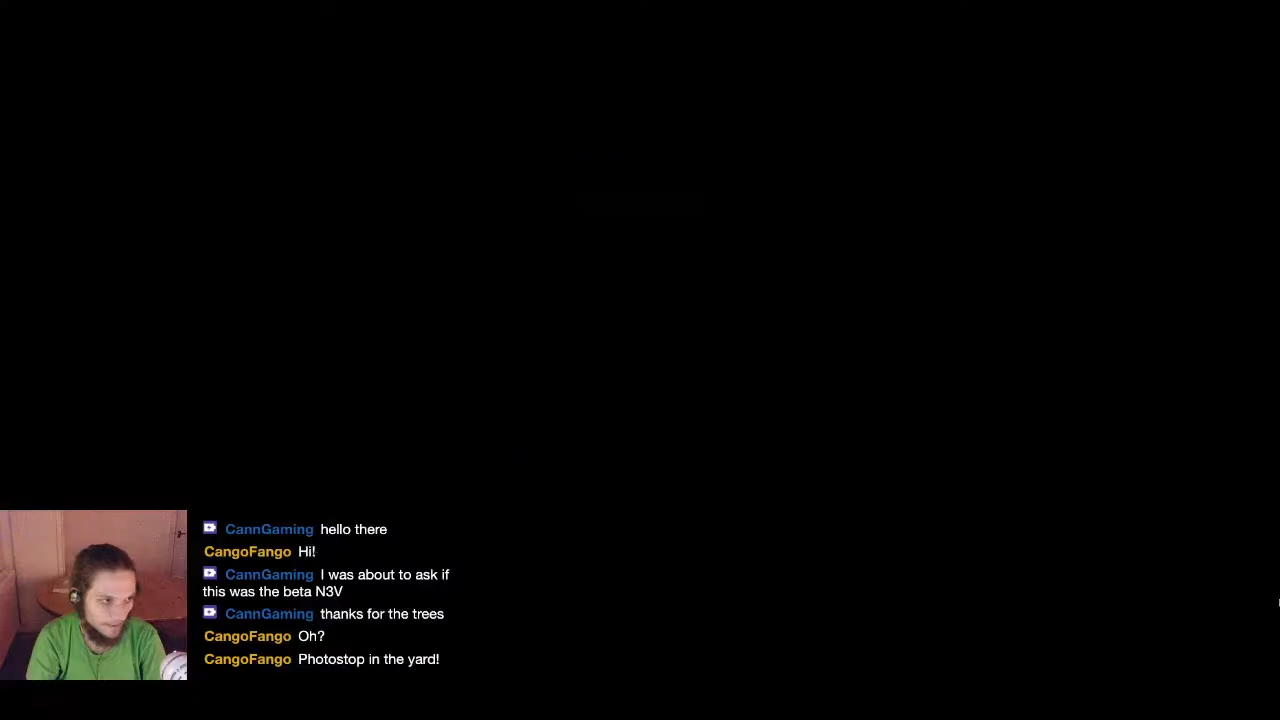 CannGaming hello there
CangoFango Hi!
CannGaming I was about to ask if
this was the beta N3V
CannGaming thanks for the trees
CangoFango Oh?
CangoFango Photostop in the yard!